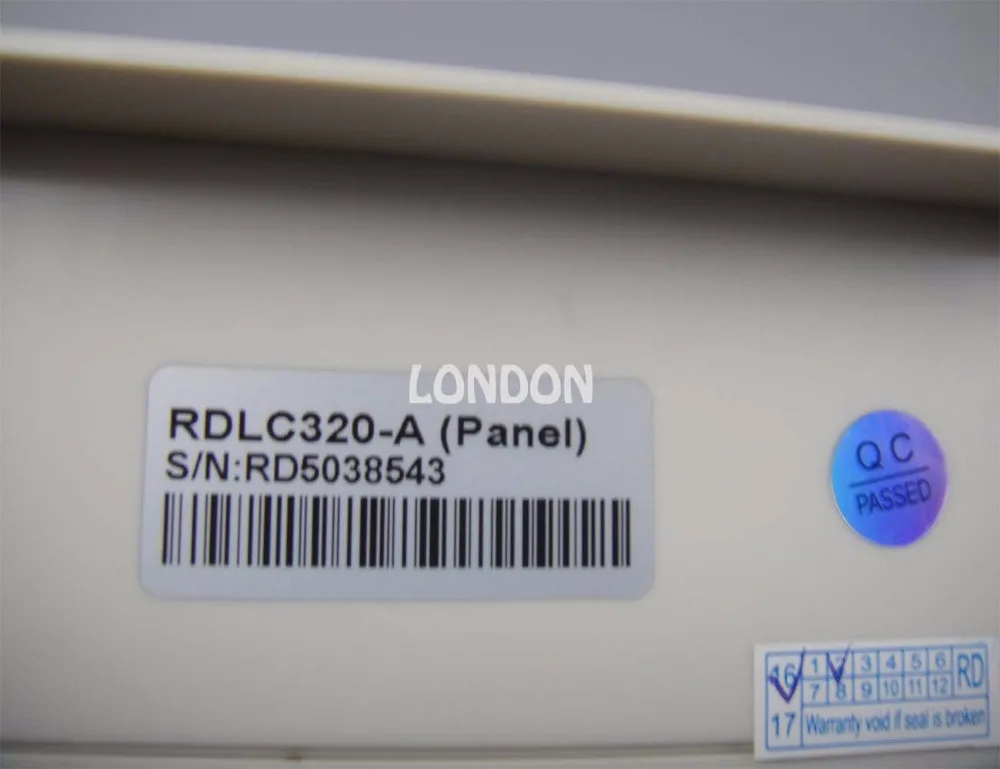 LONDON
RDLC320-A (Panel)
S/N:RD5038543
QC
PASSED
16 1 2 3 4 5 6 RD
7 8 9 10 11 12
17 Warranty void if seal is broken